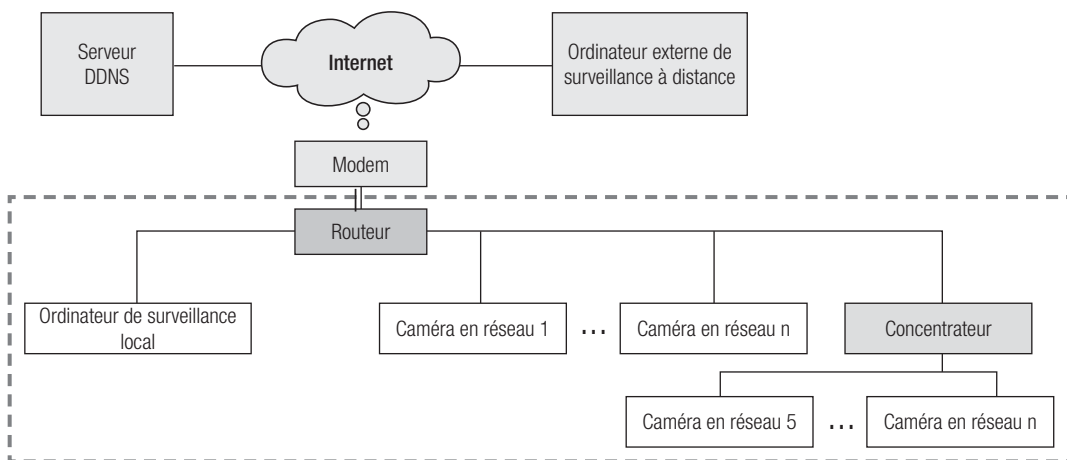 Serveur
DDNS
Internet
Ordinateur externe de
surveillance à distance
Modem
Routeur
Ordinateur de surveillance
local
Caméra en réseau 1
...
Caméra en réseau n
Concentrateur
Caméra en réseau 5
...
Caméra en réseau n